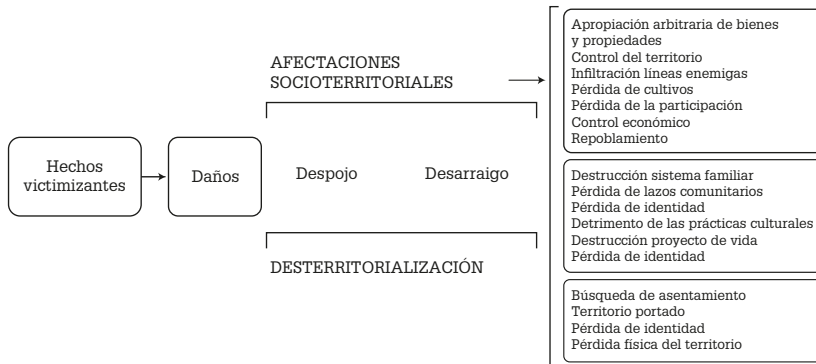 Hechos
victimizantes
Daños
AFECTACIONES
SOCIOTERRITORIALES
Despojo
Desarraigo
DESTERRITORIALIZACIÓN
Apropiación arbitraria de bienes
y propiedades
Control del territorio
Infiltración líneas enemigas
Pérdida de cultivos
Pérdida de la participación
Control económico
Repoblamiento
Destrucción sistema familiar
Pérdida de lazos comunitarios
Pérdida de identidad
Detrimento de las prácticas culturales
Destrucción proyecto de vida
Pérdida de identidad
Búsqueda de asentamiento
Territorio portado
Pérdida de identidad
Pérdida física del territorio